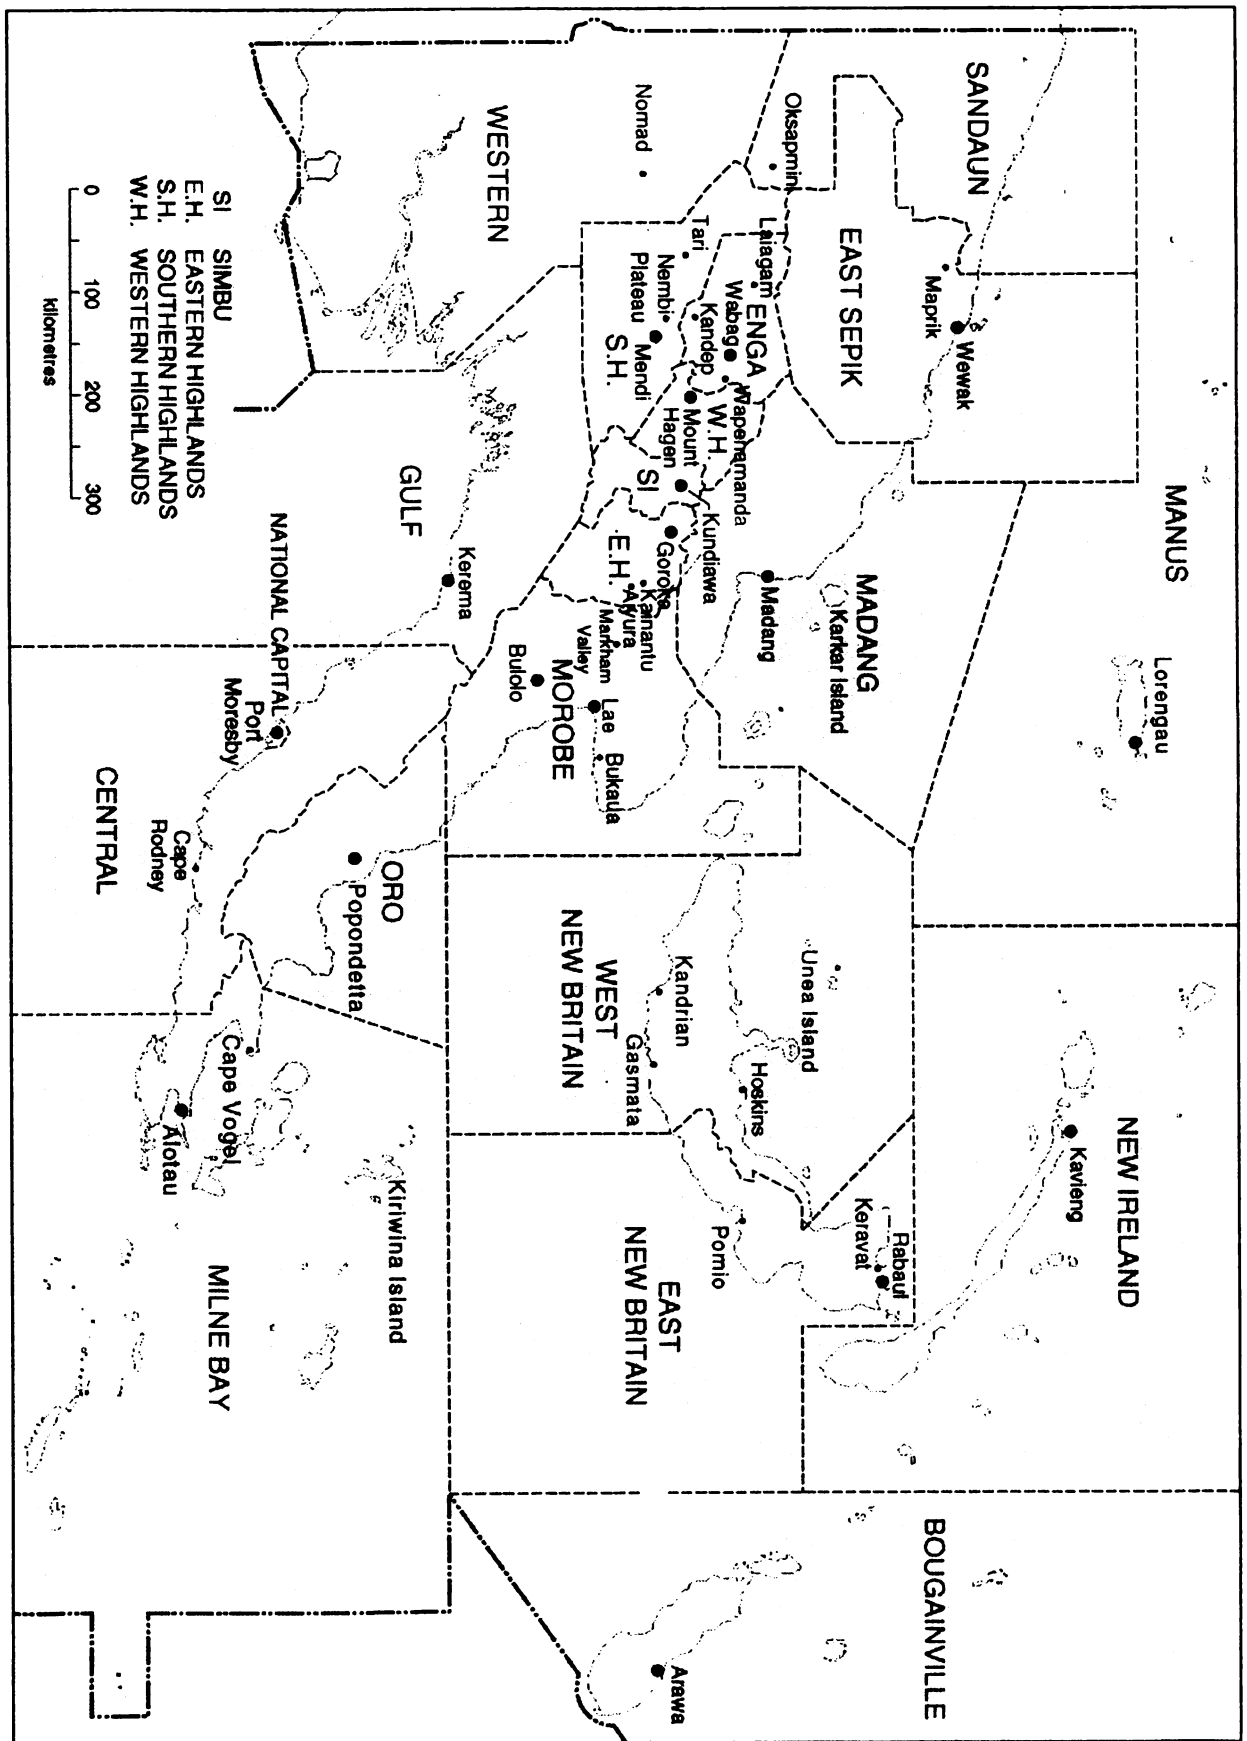 MANUS
Lorengau
NEW IRELAND
Kavieng
BOUGAINVILLE
Arawa
SANDAUN
Maprik
Wewak
EAST SEPIK
Oksapmin
MADANG
Karkar Island
Madang
Unea Island
Hoskins
Kandrian
Gasmata
WEST
NEW BRITAIN
Rabaul
Keravat
Pomio
EAST
NEW BRITAIN
Laiagam
ENGA
Wabag
Kandep
Wapenamanda
W.H.
Mount
Hagen
Kundiawa
Tari
Nembi
Plateau
Mendi
S.H.
SI
Goroka
E.H.
Kainantu
Aiyura
Markham
Valley
MOROBE
Lae
Bukaua
Bulolo
Nomad
WESTERN
GULF
Kerema
NATIONAL CAPITAL
Port
Moresby
CENTRAL
Cape
Rodney
ORO
Popondetta
Cape Vogel
Alotau
Kiriwina Island
MILNE BAY
SI SIMBU
E.H. EASTERN HIGHLANDS
S.H. SOUTHERN HIGHLANDS
W.H. WESTERN HIGHLANDS
0 100 200 300
kilometres